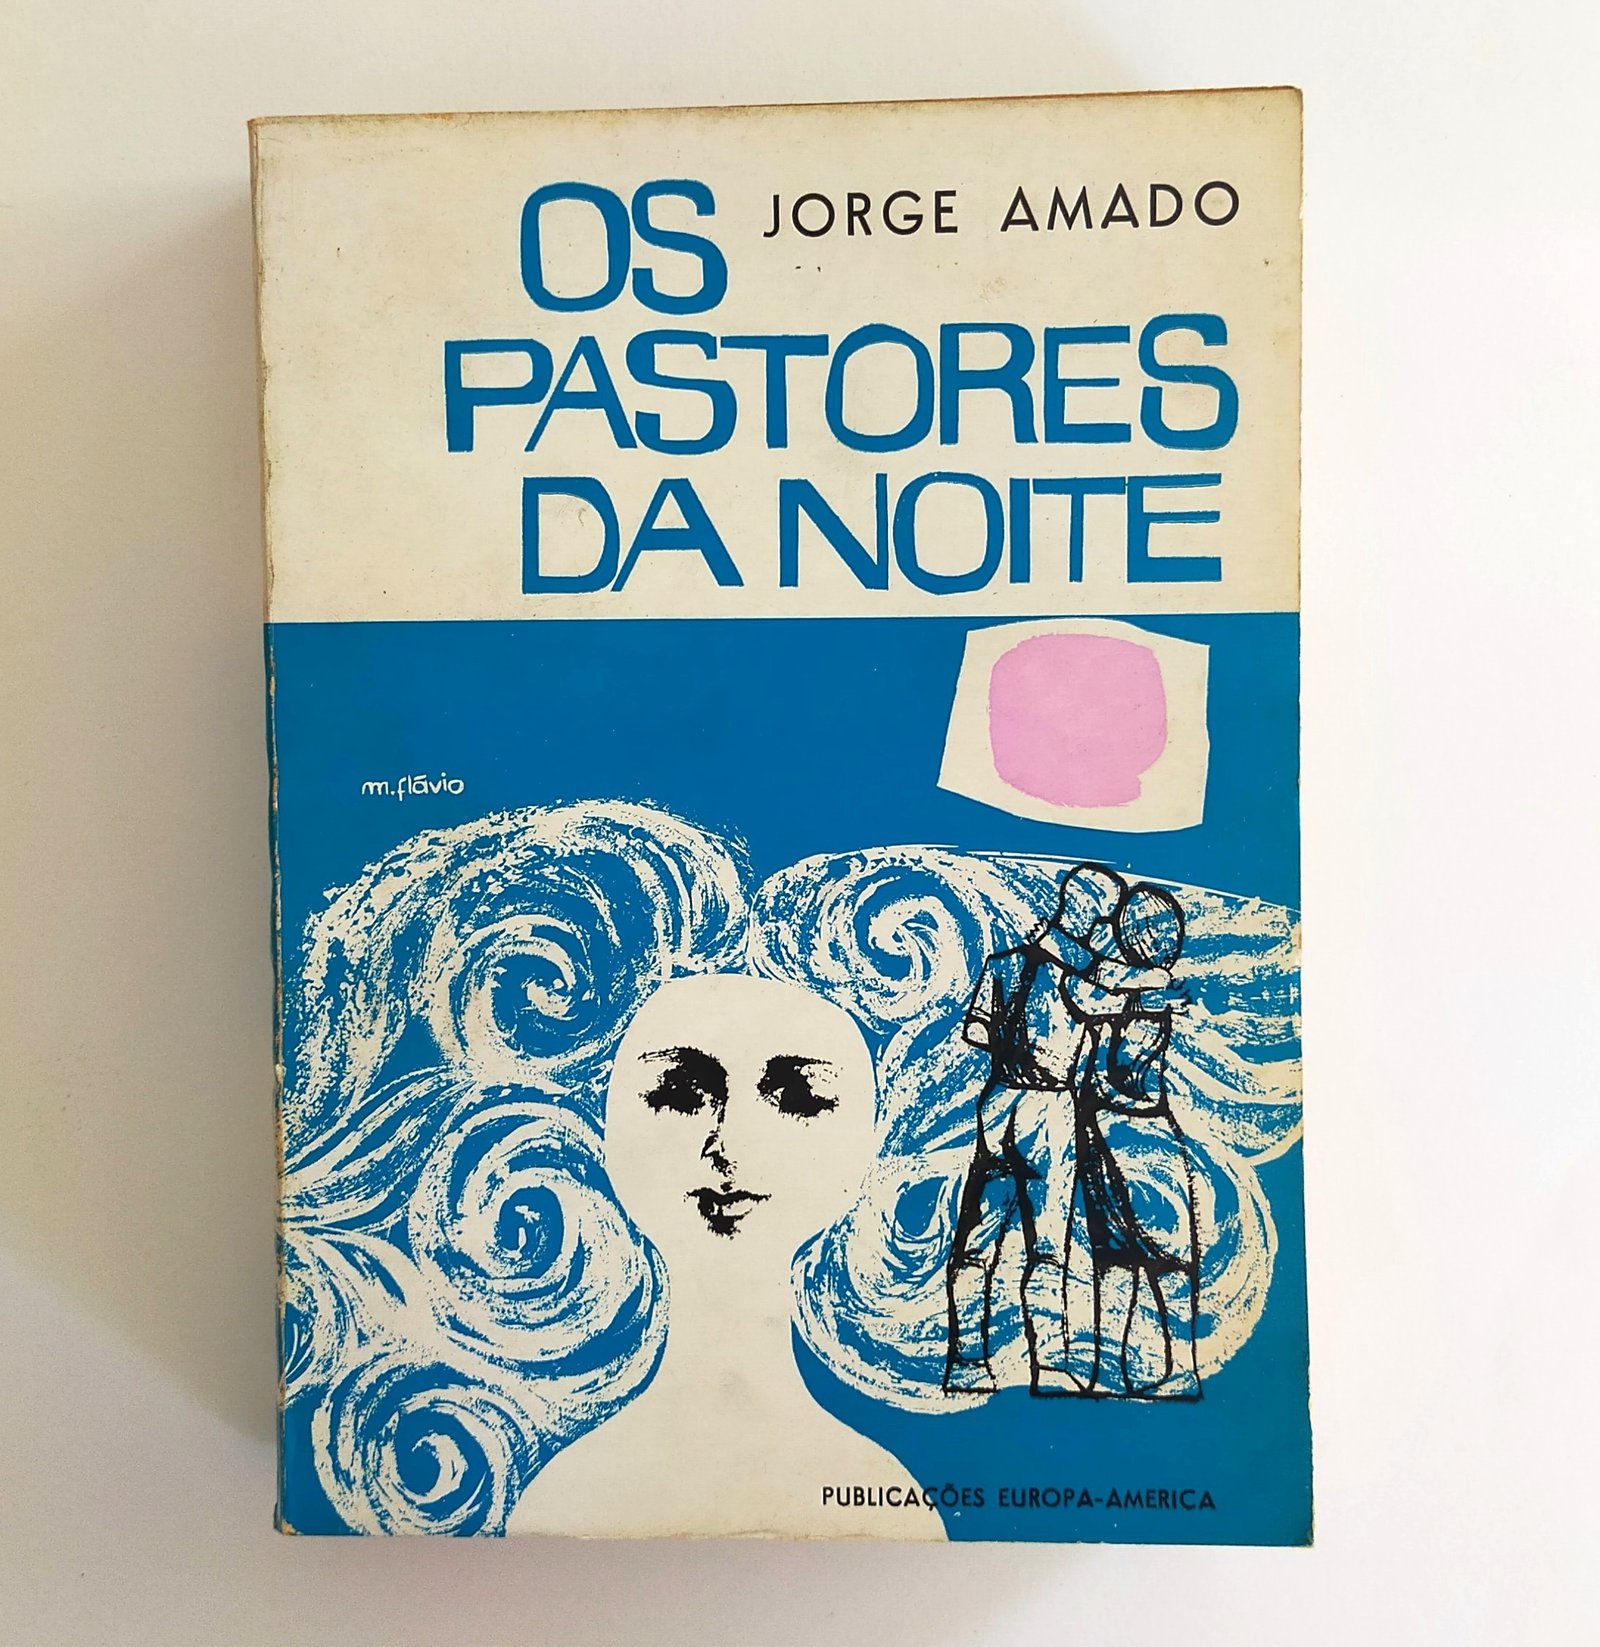 JORGE AMADO
OS
PASTORES
DA NOITE
m.flávio
PUBLICAÇÕES EUROPA-AMERICA